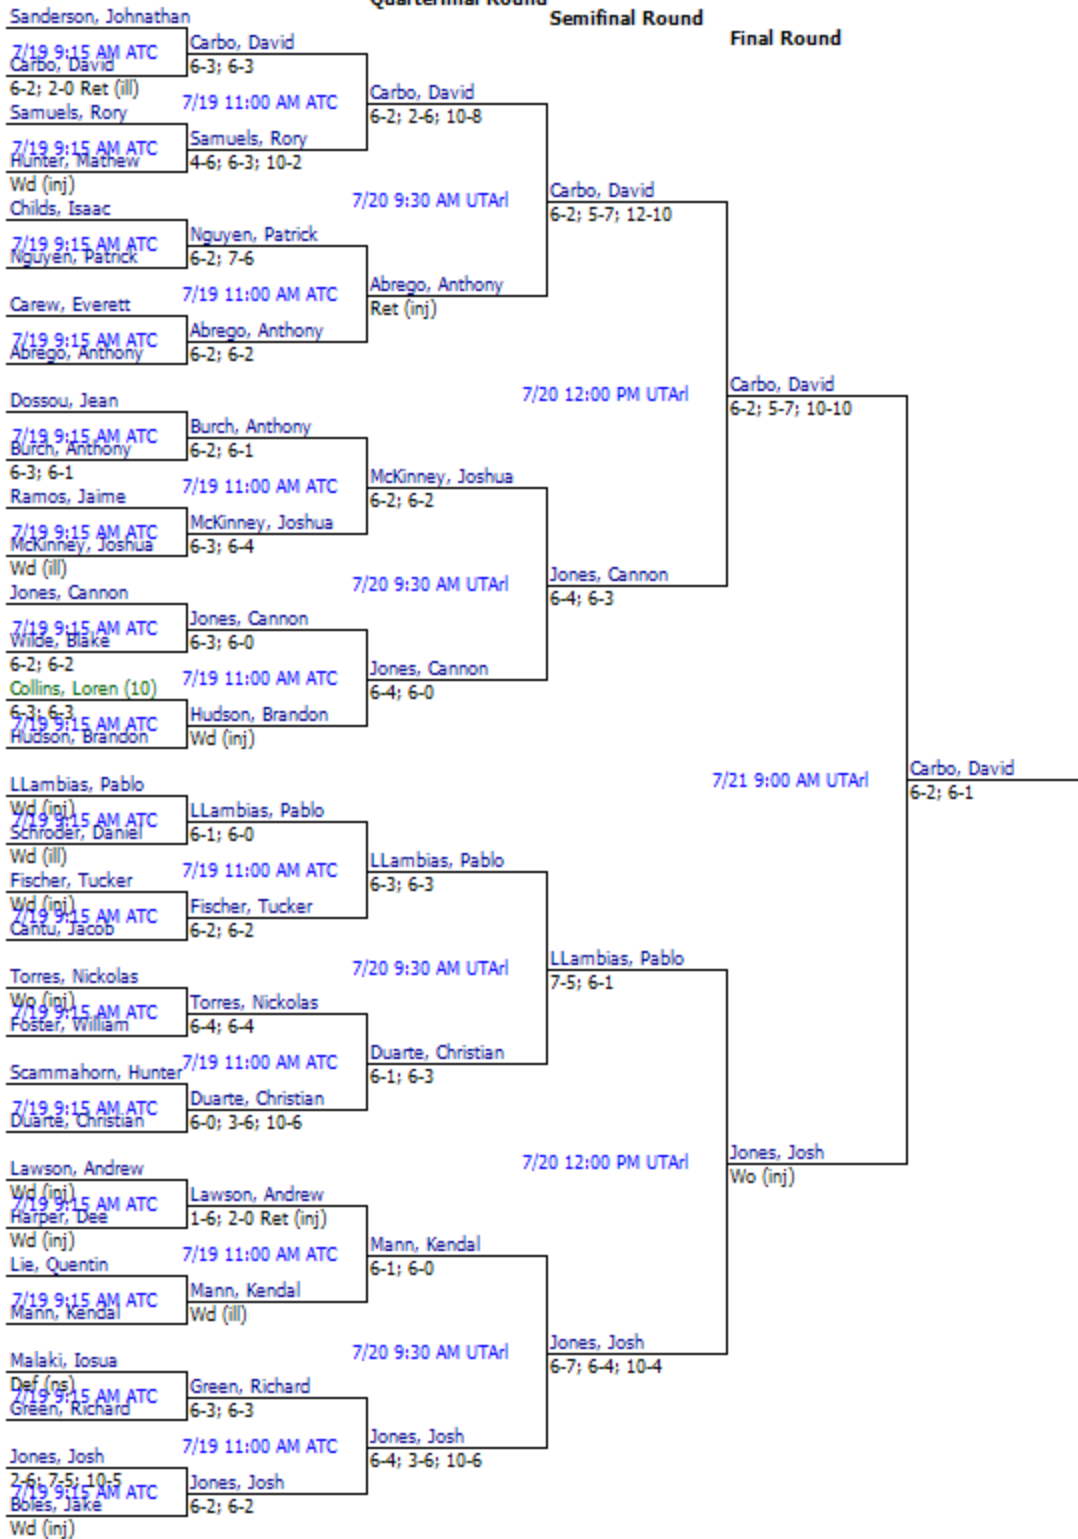 Quarterfinal Round
Semifinal Round
Final Round
Sanderson, Johnathan
7/19 9:15 AM ATC
Carbo, David
6-2; 2-0 Ret (ill)
Samuels, Rory
7/19 9:15 AM ATC
Hunter, Mathew
Wd (inj)
Childs, Isaac
7/19 9:15 AM ATC
Nguyen, Patrick
Carew, Everett
7/19 9:15 AM ATC
Abrego, Anthony
Dossou, Jean
7/19 9:15 AM ATC
Burch, Anthony
6-3; 6-1
Ramos, Jaime
7/19 9:15 AM ATC
McKinney, Joshua
Wd (ill)
Jones, Cannon
7/19 9:15 AM ATC
Wilde, Blake
6-2; 6-2
Collins, Loren (10)
6-3; 6-3
7/19 9:15 AM ATC
Hudson, Brandon
LLambias, Pablo
Wd (inj)
7/19 9:15 AM ATC
Schroder, Daniel
Wd (ill)
Fischer, Tucker
Wd (inj)
7/19 9:15 AM ATC
Cantu, Jacob
Torres, Nickolas
Wo (inj)
7/19 9:15 AM ATC
Foster, William
Scammahorn, Hunter
7/19 9:15 AM ATC
Duarte, Christian
Lawson, Andrew
Wd (inj)
7/19 9:15 AM ATC
Harper, Dee
Wd (inj)
Lie, Quentin
7/19 9:15 AM ATC
Mann, Kendal
Malaki, Iosua
Def (ns)
7/19 9:15 AM ATC
Green, Richard
Jones, Josh
2-6; 7-5; 10-5
7/19 9:15 AM ATC
Boles, Jake
Wd (inj)
Carbo, David
6-3; 6-3
7/19 11:00 AM ATC
Samuels, Rory
4-6; 6-3; 10-2
Nguyen, Patrick
6-2; 7-6
7/19 11:00 AM ATC
Abrego, Anthony
6-2; 6-2
Burch, Anthony
6-2; 6-1
7/19 11:00 AM ATC
McKinney, Joshua
6-3; 6-4
Jones, Cannon
6-3; 6-0
7/19 11:00 AM ATC
Hudson, Brandon
Wd (inj)
LLambias, Pablo
6-1; 6-0
7/19 11:00 AM ATC
Fischer, Tucker
6-2; 6-2
Torres, Nickolas
6-4; 6-4
7/19 11:00 AM ATC
Duarte, Christian
6-0; 3-6; 10-6
Lawson, Andrew
1-6; 2-0 Ret (inj)
7/19 11:00 AM ATC
Mann, Kendal
Wd (ill)
Green, Richard
6-3; 6-3
7/19 11:00 AM ATC
Jones, Josh
6-2; 6-2
Carbo, David
6-2; 2-6; 10-8
7/20 9:30 AM UTArl
Abrego, Anthony
Ret (inj)
McKinney, Joshua
6-2; 6-2
7/20 9:30 AM UTArl
Jones, Cannon
6-4; 6-0
LLambias, Pablo
6-3; 6-3
7/20 9:30 AM UTArl
Duarte, Christian
6-1; 6-3
Mann, Kendal
6-1; 6-0
7/20 9:30 AM UTArl
Jones, Josh
6-4; 3-6; 10-6
Carbo, David
6-2; 5-7; 12-10
7/20 12:00 PM UTArl
Jones, Cannon
6-4; 6-3
LLambias, Pablo
7-5; 6-1
7/20 12:00 PM UTArl
Jones, Josh
6-7; 6-4; 10-4
Carbo, David
6-2; 5-7; 10-10
7/21 9:00 AM UTArl
Jones, Josh
Wo (inj)
Carbo, David
6-2; 6-1